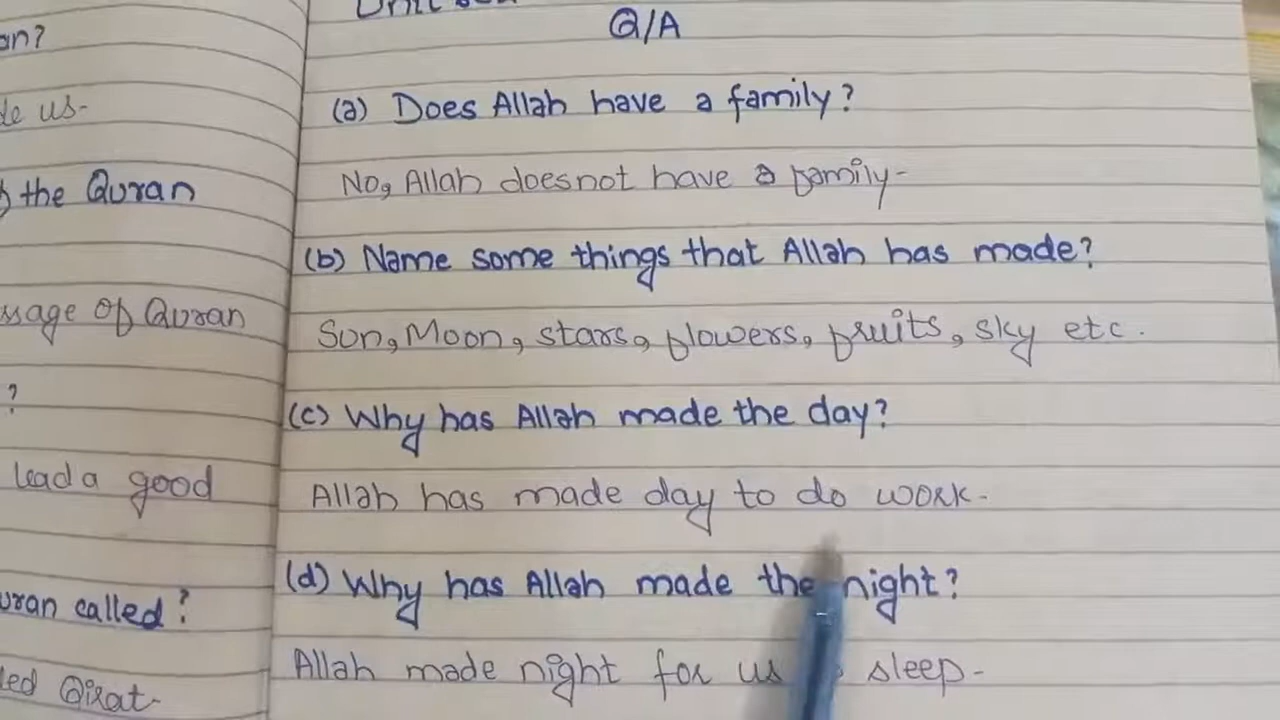 an?
de us-
the Quran
ssage of Quran
?
lead a good
uran called?
led Qirat-
Q/A
(a) Does Allah have a family?
No, Allah doesnot have a family-
(b) Name some things that Allah has made?
Sun, Moon, stars, flowers, fruits, sky etc.
(c) Why has Allah made the day?
Allah has made day to do work-
(d) Why has Allah made the night?
Allah made night for us sleep-